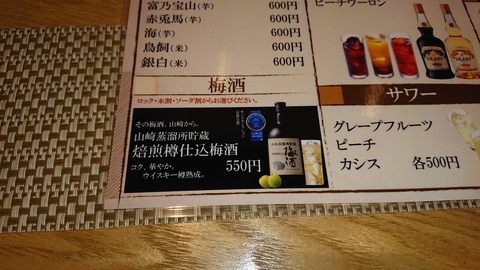 富乃宝山(芋) 600円
赤兎馬(芋) 600円
海(芋) 600円
鳥飼(米) 600円
銀白(米) 600円
梅酒
ロック・水割・ソーダ割からお選びください。
その梅酒、山崎から。
山崎蒸溜所貯蔵
焙煎樽仕込梅酒
550円
コク、華やか。
ウイスキー樽熟成。
梅酒
ピーチウーロン
サワー
グレープフルーツ
ピーチ
カシス 各500円